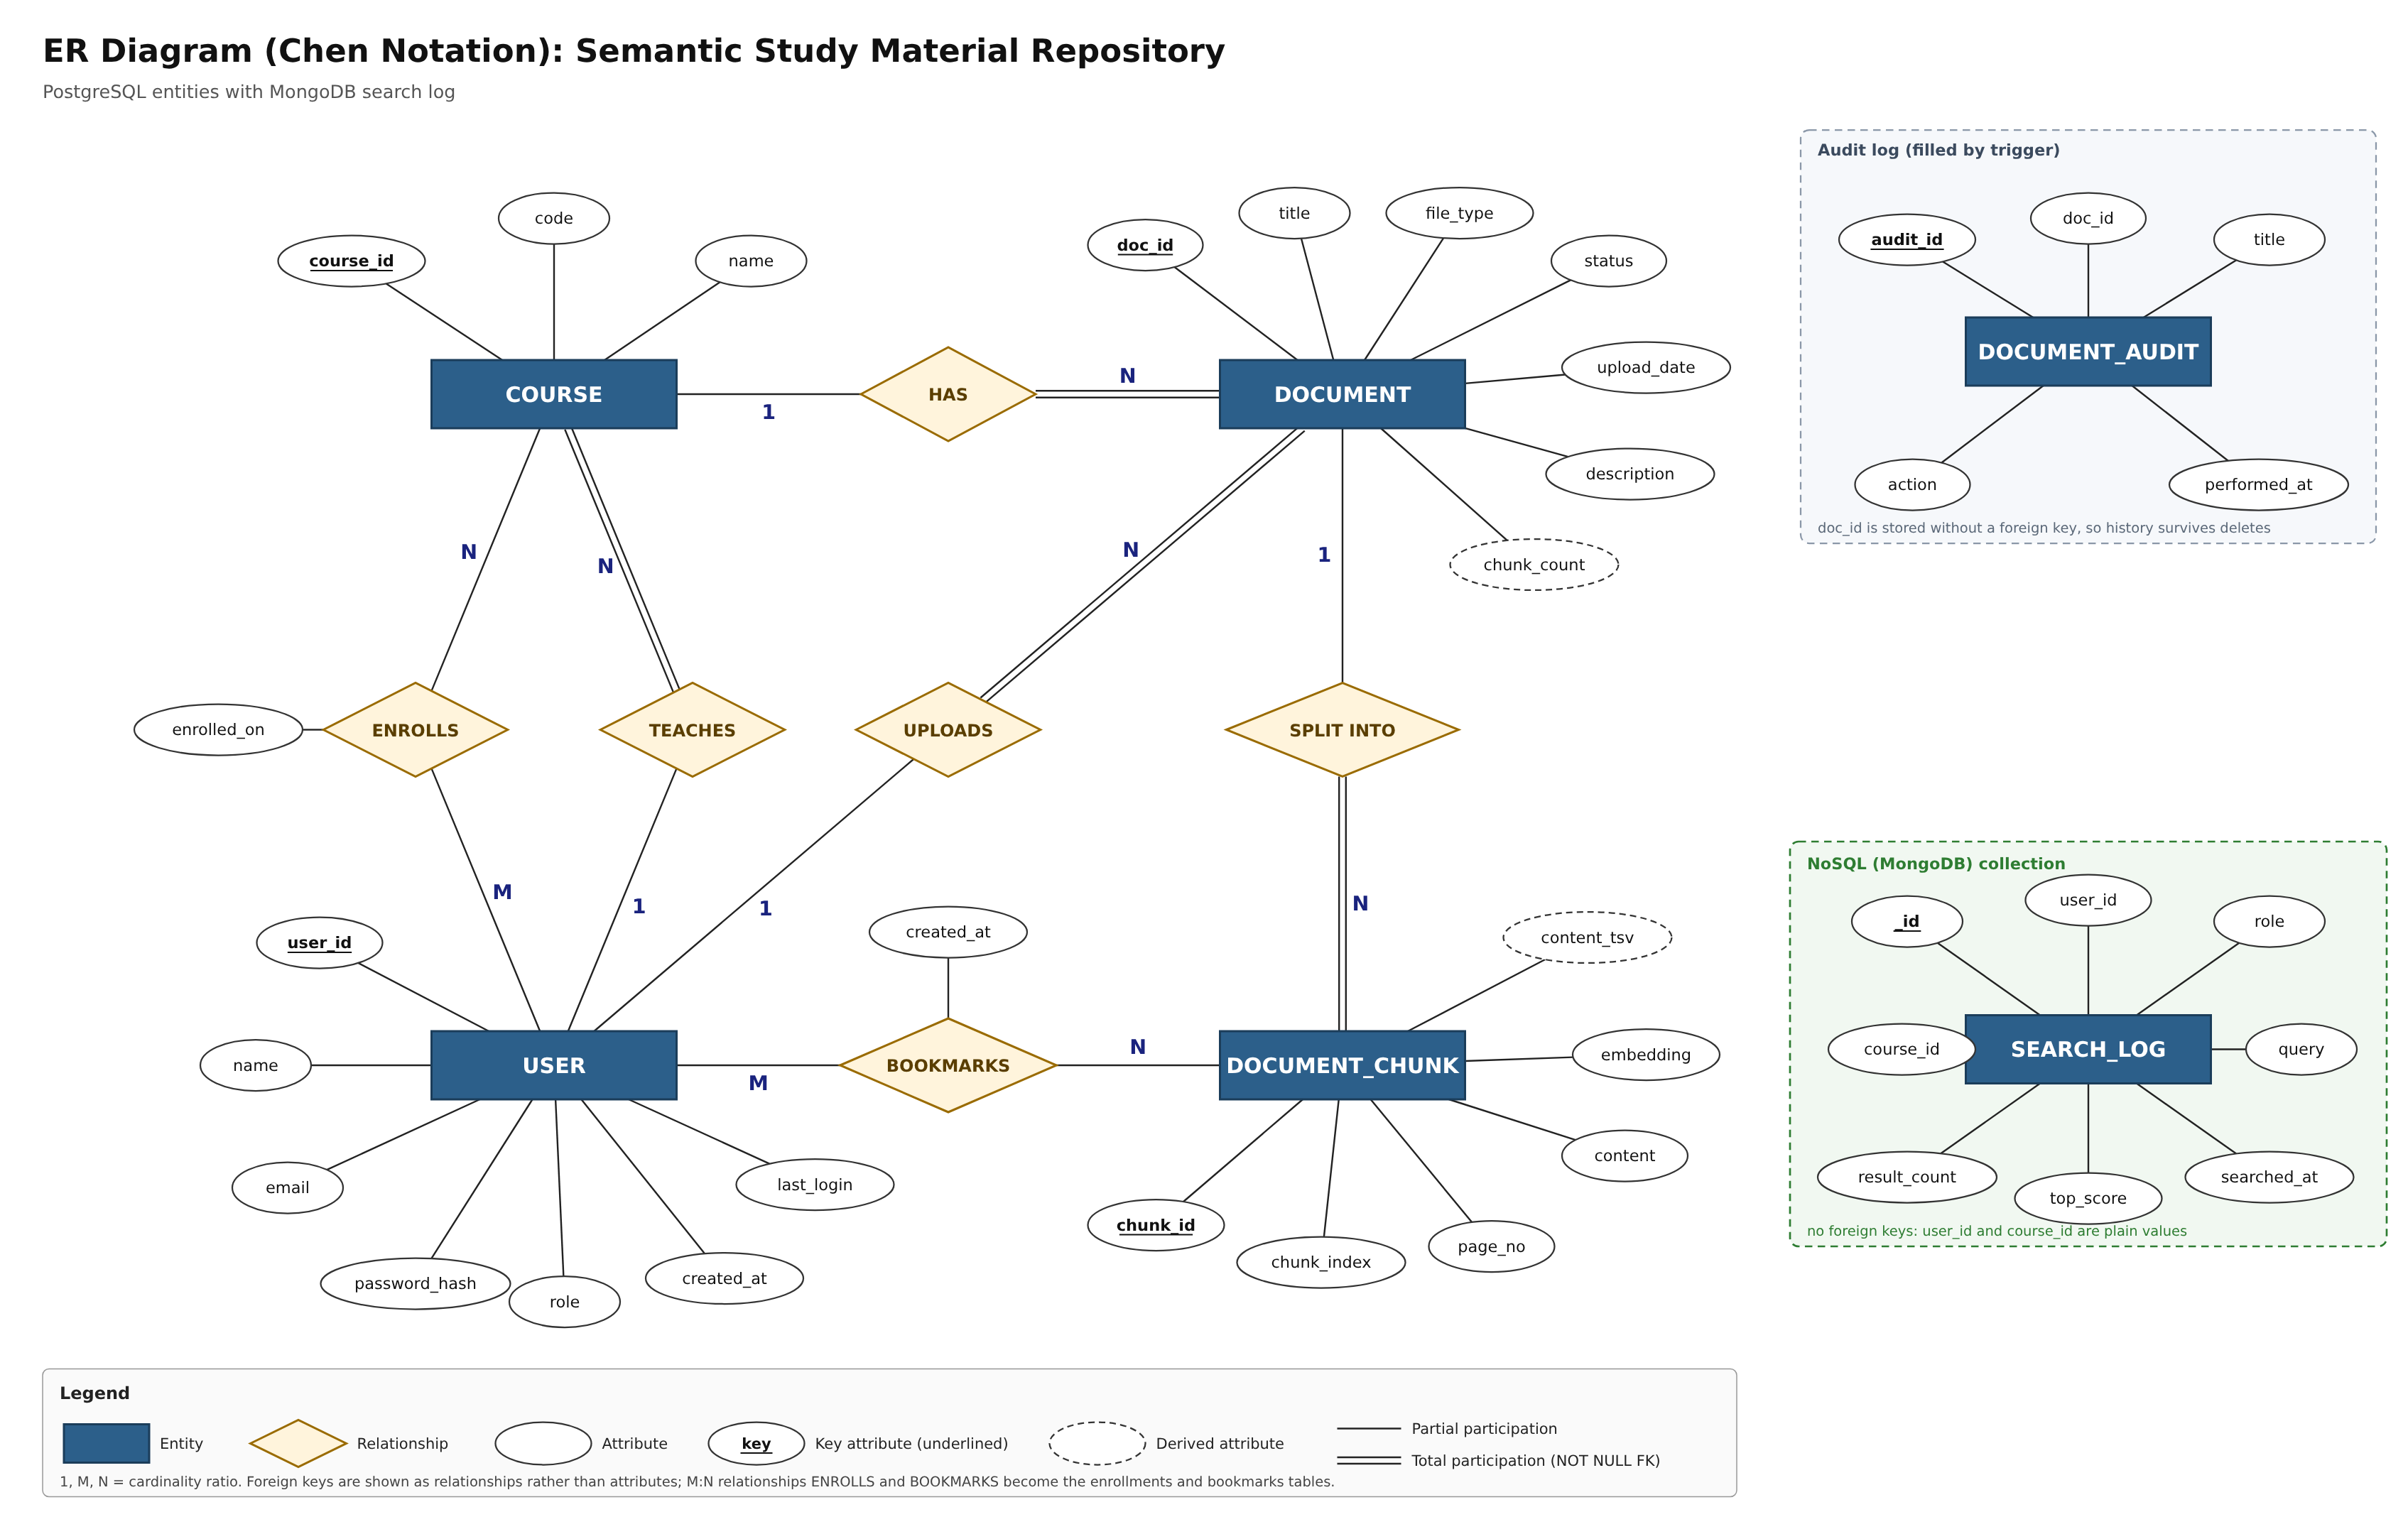 ER Diagram (Chen Notation): Semantic Study Material Repository
PostgreSQL entities with MongoDB search log
Audit log (filled by trigger)
code
course_id
name
title
file_type
doc_id
status
upload_date
description
chunk_count
doc_id
audit_id
title
DOCUMENT_AUDIT
action
performed_at
doc_id is stored without a foreign key, so history survives deletes
COURSE
1
HAS
N
DOCUMENT
N
N
N
1
enrolled_on
ENROLLS
TEACHES
UPLOADS
SPLIT INTO
M
1
1
N
user_id
created_at
content_tsv
name
USER
M
BOOKMARKS
N
DOCUMENT_CHUNK
embedding
email
last_login
content
password_hash
role
created_at
chunk_id
chunk_index
page_no
NoSQL (MongoDB) collection
user_id
_id
role
course_id
SEARCH_LOG
query
result_count
top_score
searched_at
no foreign keys: user_id and course_id are plain values
Legend
Entity
Relationship
Attribute
key
Key attribute (underlined)
Derived attribute
Partial participation
Total participation (NOT NULL FK)
1, M, N = cardinality ratio. Foreign keys are shown as relationships rather than attributes; M:N relationships ENROLLS and BOOKMARKS become the enrollments and bookmarks tables.